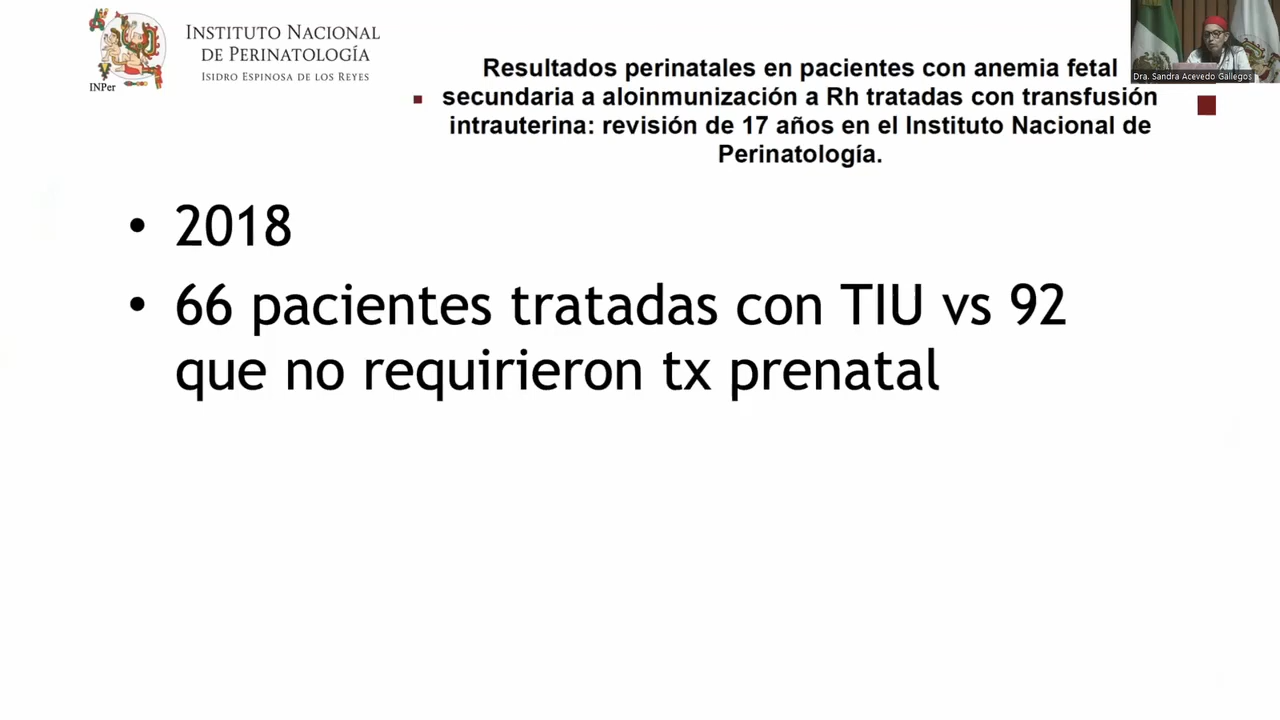 INSTITUTO NACIONAL
DE PERINATOLOGÍA
ISIDRO ESPINOSA DE LOS REYES
INPer
Dra. Sandra Acevedo Gallegos
Resultados perinatales en pacientes con anemia fetal
secundaria a aloinmunización a Rh tratadas con transfusión
intrauterina: revisión de 17 años en el Instituto Nacional de
Perinatología.
• 2018
• 66 pacientes tratadas con TIU vs 92
que no requirieron tx prenatal